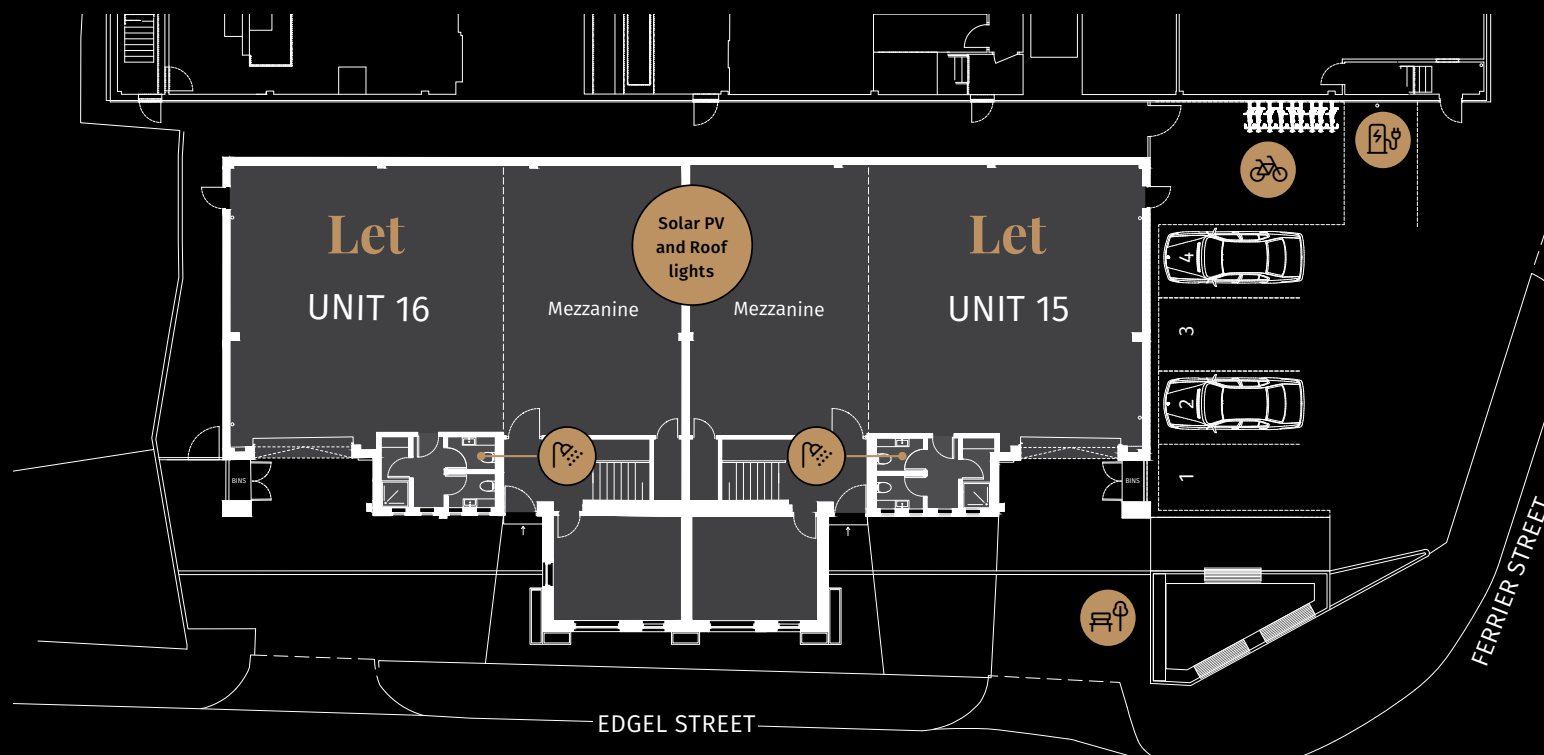 Let
UNIT 16
Mezzanine
Solar PV
and Roof
lights
Mezzanine
Let
UNIT 15
4
3
2
1
BINS
BINS
EDGEL STREET
FERRIER STREET